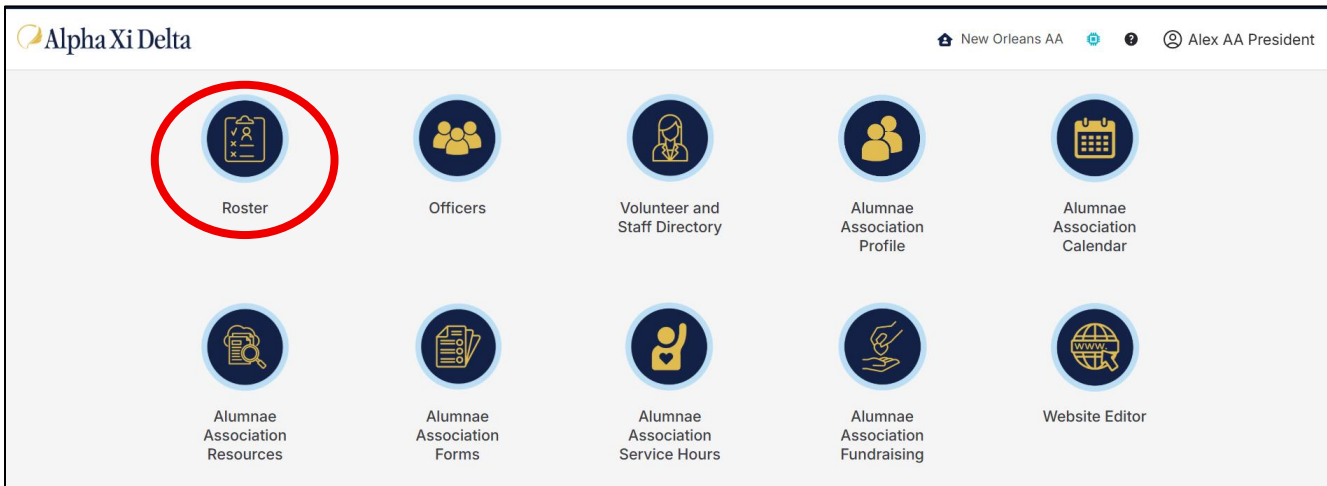 Alpha Xi Delta
New Orleans AA
?
Alex AA President
Roster
Officers
Volunteer and
Staff Directory
Alumnae
Association
Profile
Alumnae
Association
Calendar
WWW.
Alumnae
Association
Resources
Alumnae
Association
Forms
Alumnae
Association
Service Hours
Alumnae
Association
Fundraising
Website Editor